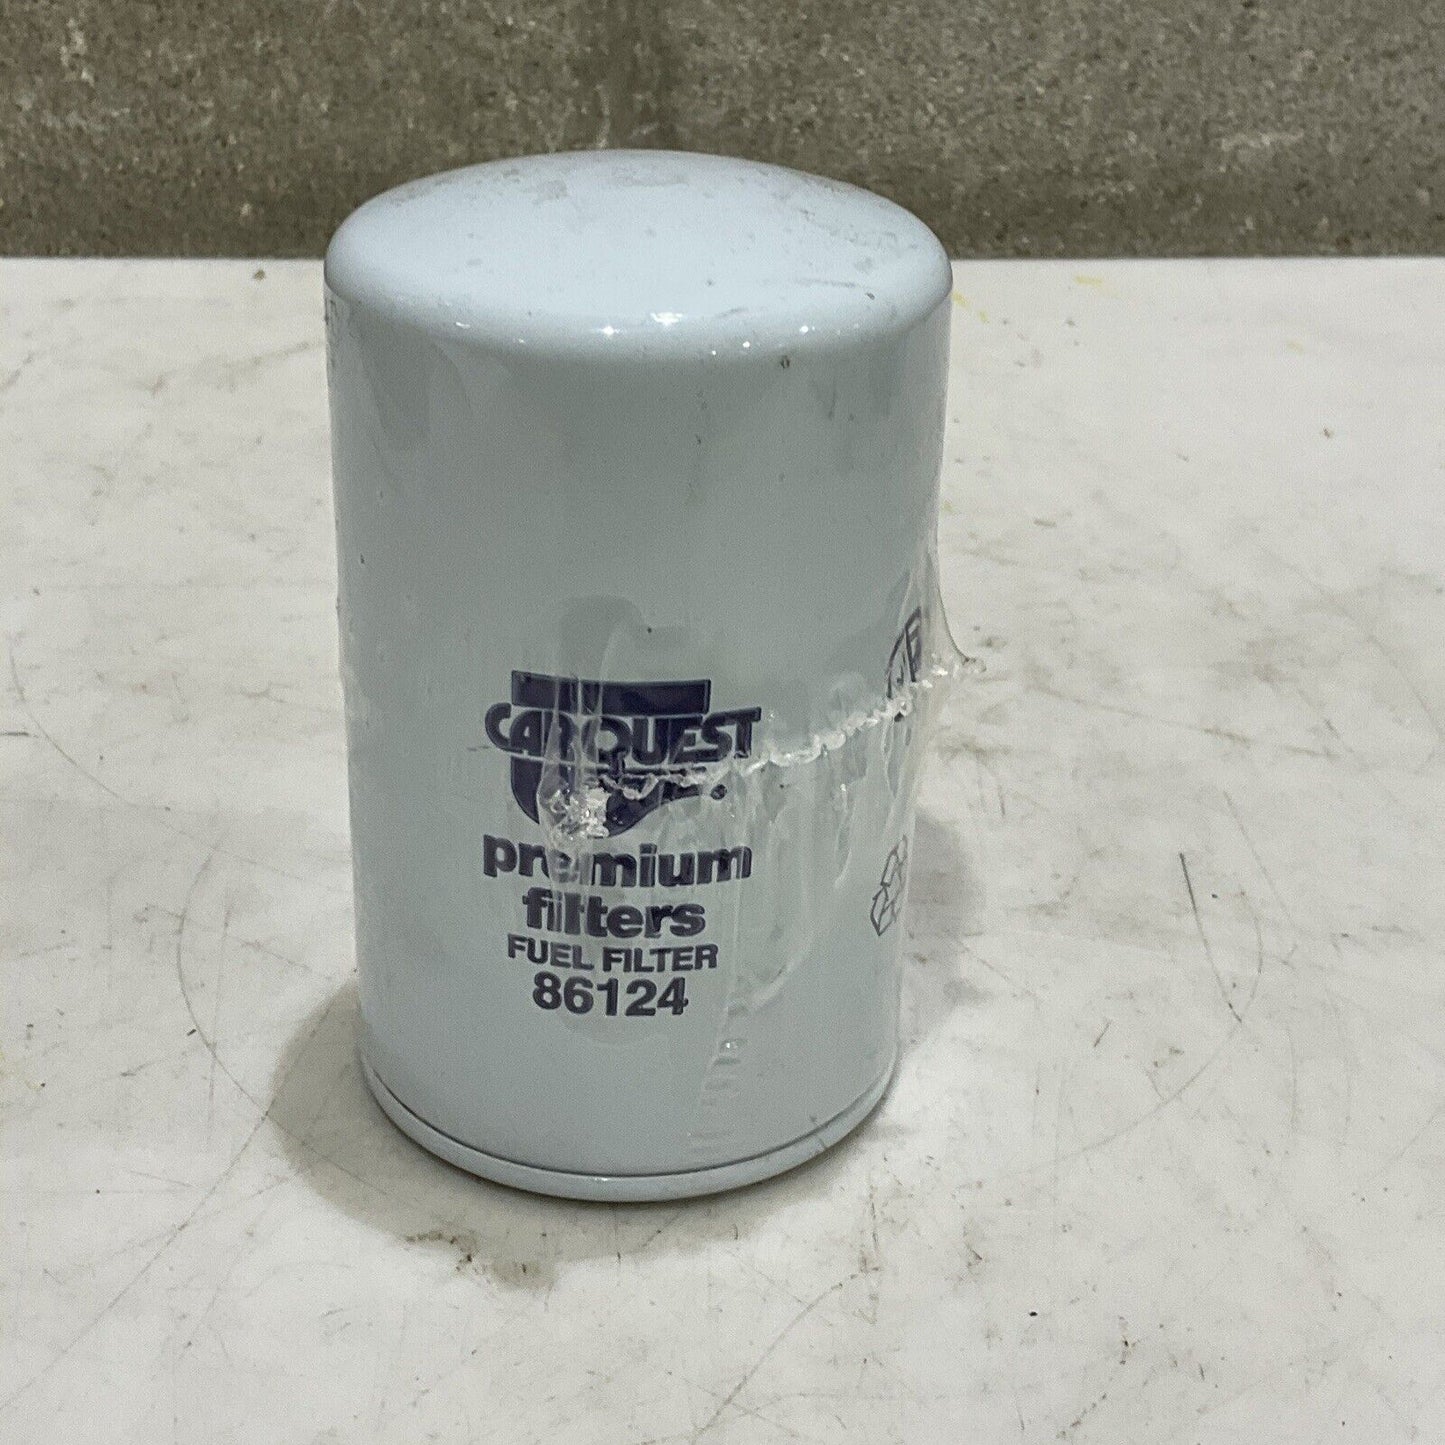 CARQUEST
premium
filters
FUEL FILTER
86124